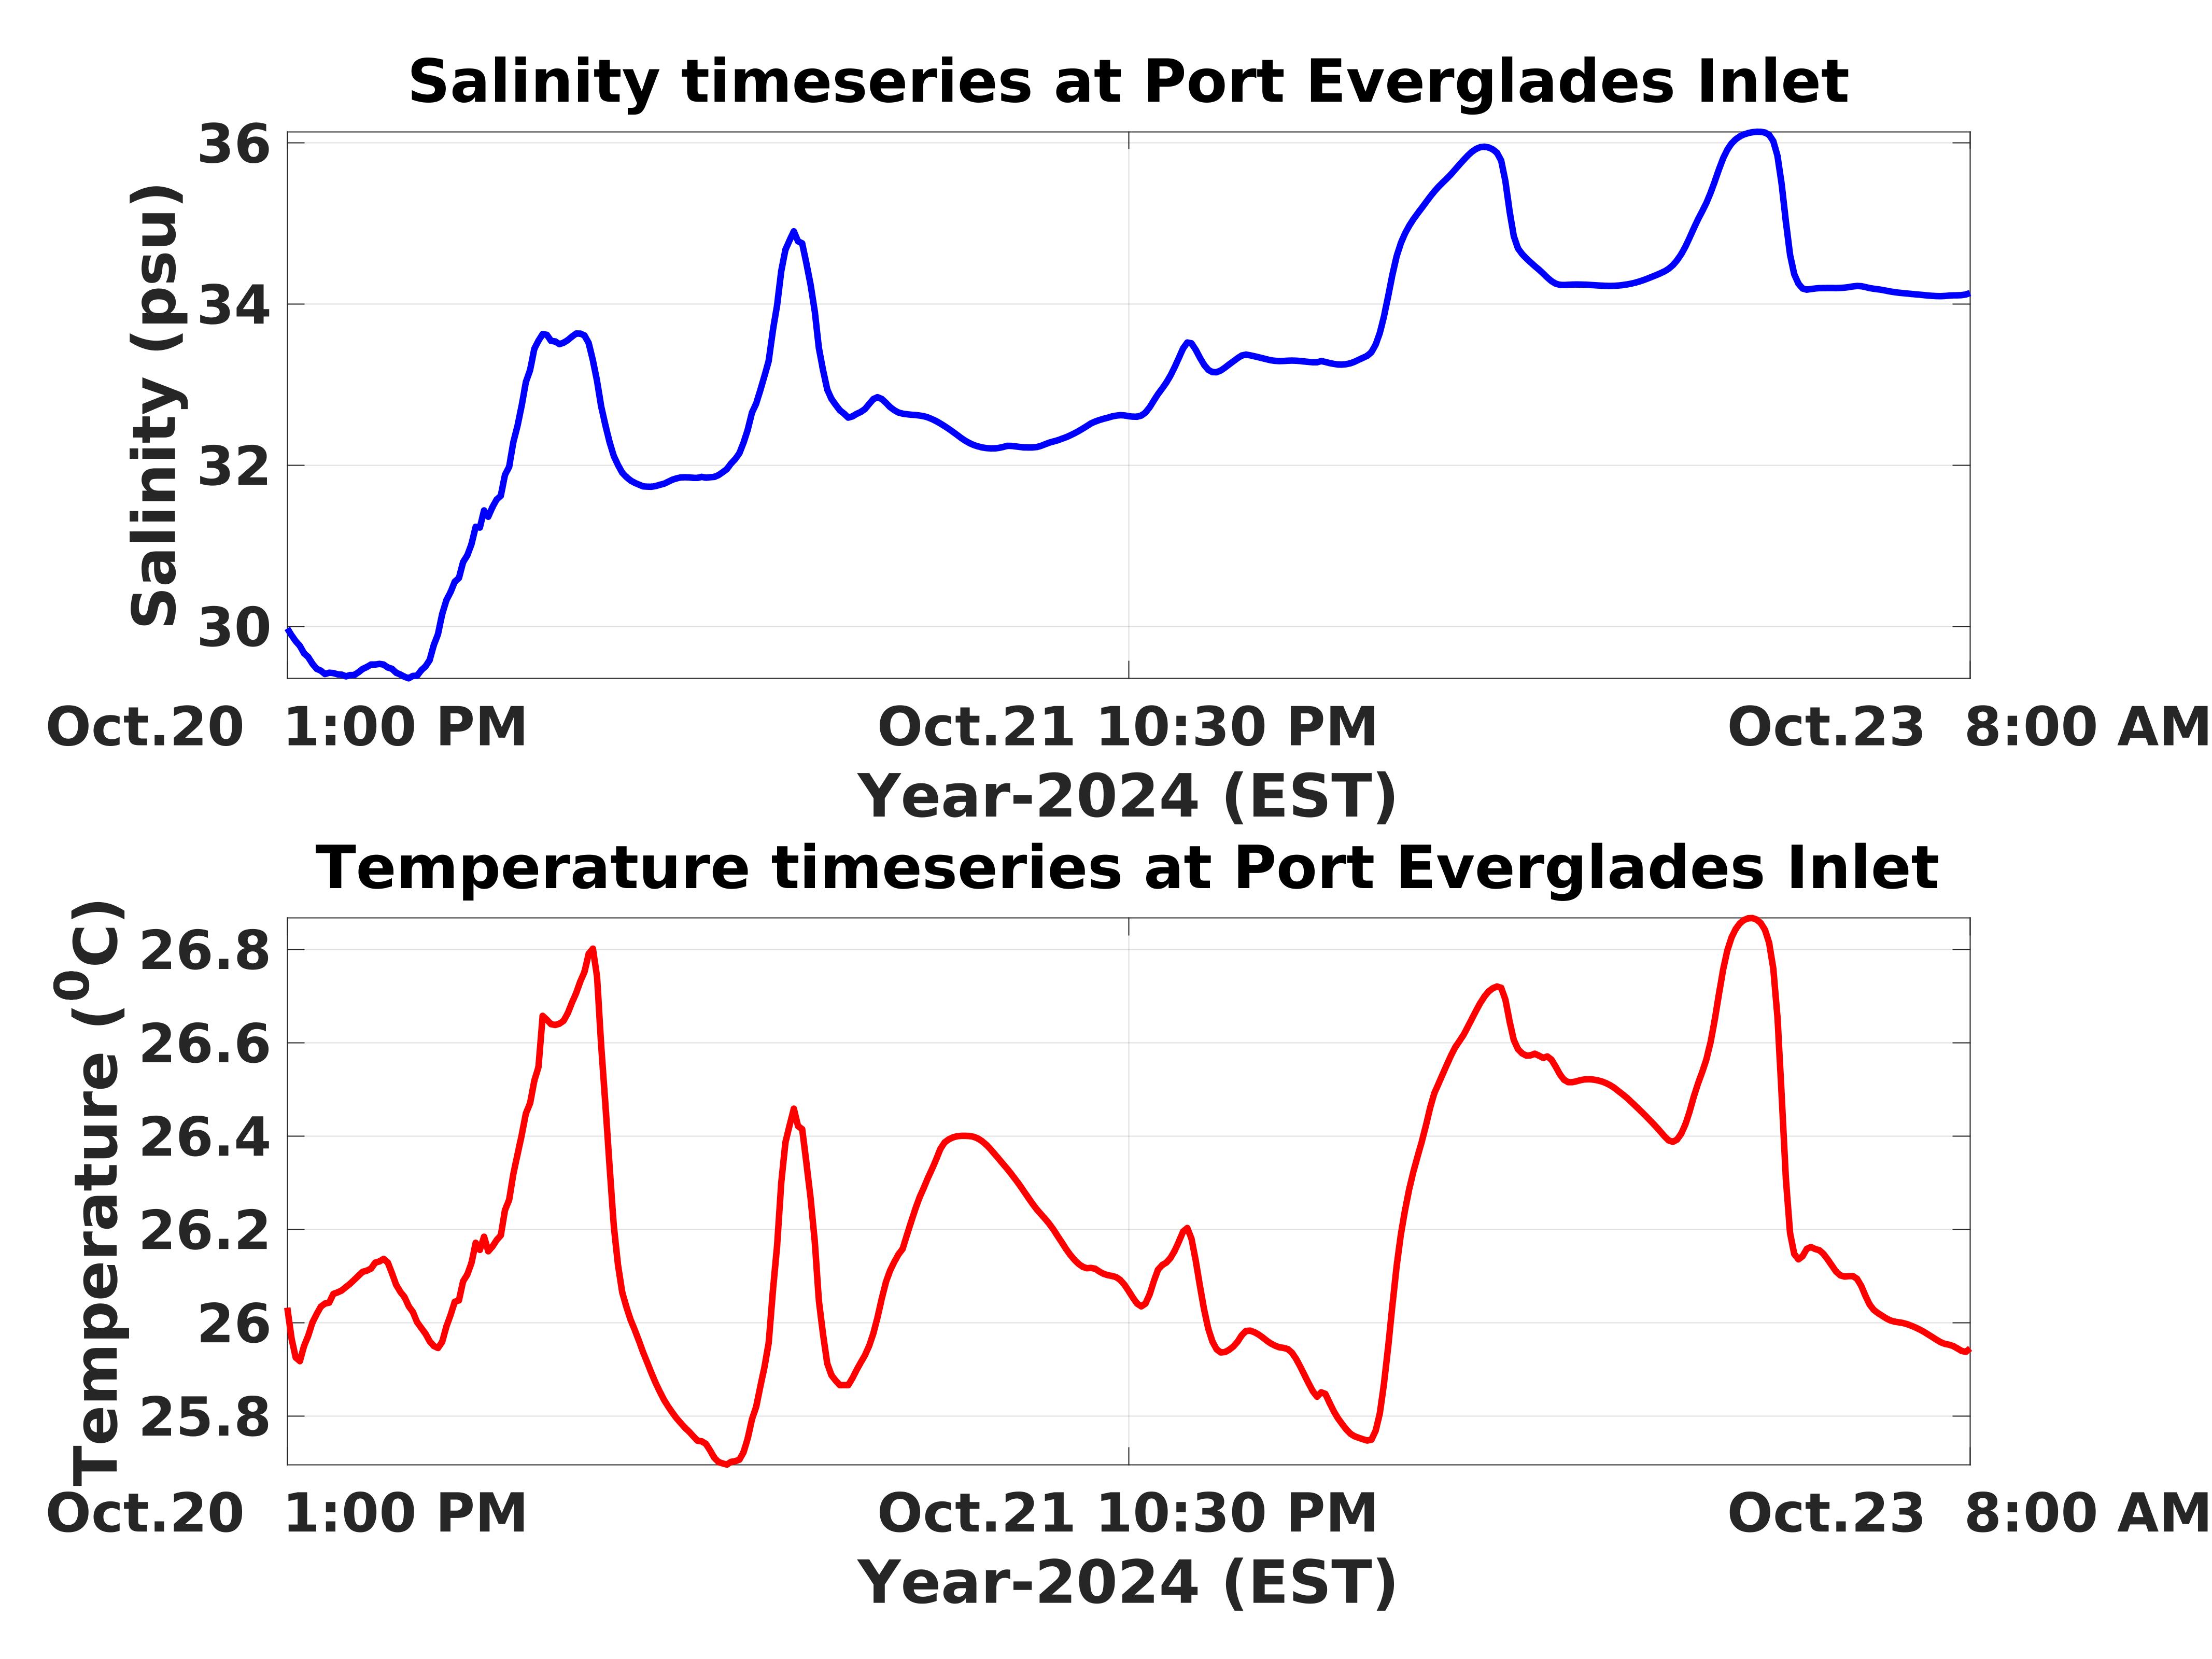 Salinity timeseries at Port Everglades Inlet
36
34
32
30
Salinity (psu)
Oct.20  1:00 PM
Oct.21 10:30 PM
Oct.23  8:00 AM
Year-2024 (EST)
Temperature timeseries at Port Everglades Inlet
26.8
26.6
26.4
26.2
26
25.8
Temperature (⁰C)
Oct.20  1:00 PM
Oct.21 10:30 PM
Oct.23  8:00 AM
Year-2024 (EST)